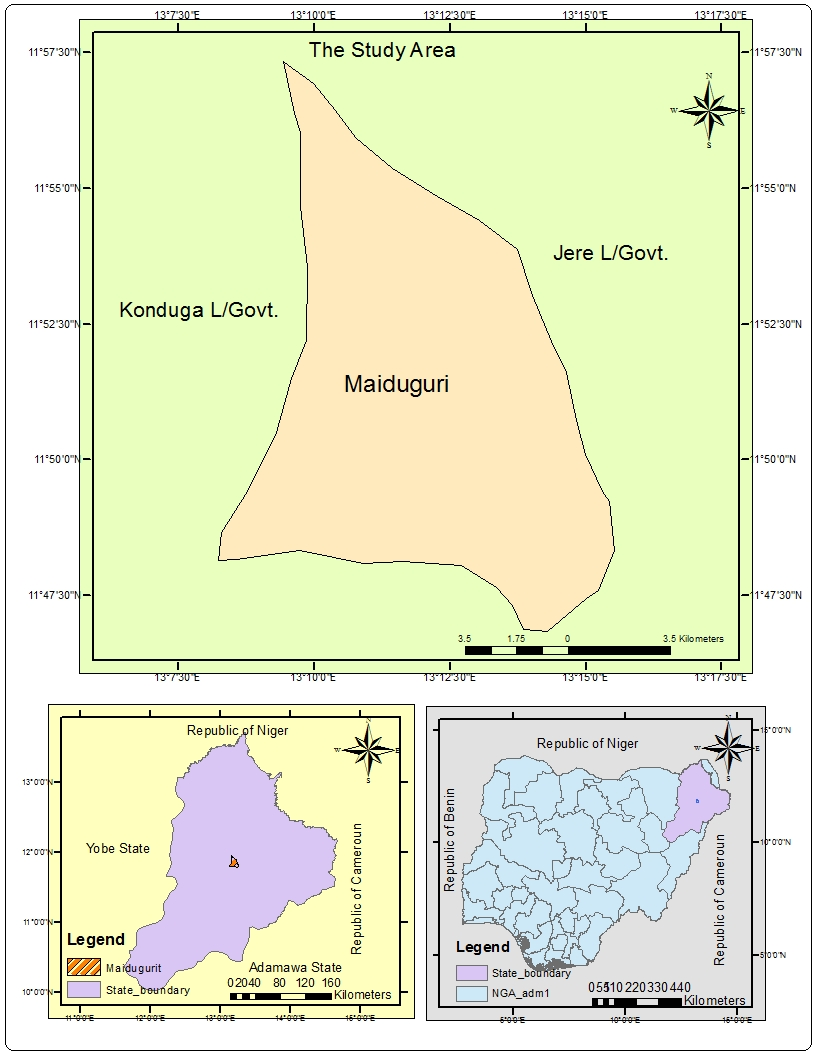 13°7'30"E 13°10'0"E 13°12'30"E 13°15'0"E 13°17'30"E
The Study Area
11°57'30"N 11°57'30"N
N
W E
S
11°55'0"N 11°55'0"N
Jere L/Govt.
Konduga L/Govt.
11°52'30"N 11°52'30"N
Maiduguri
11°50'0"N 11°50'0"N
11°47'30"N 11°47'30"N
3.5 1.75 0 3.5 Kilometers
13°7'30"E 13°10'0"E 13°12'30"E 13°15'0"E 13°17'30"E
Republic of Niger
N
W E
S
13°0'0"N
Yobe State
12°0'0"N
Republic of Cameroun
11°0'0"N
Legend
Maidugurit
State_boundary
Adamawa State
0 20 40 80 120 160
Kilometers
10°0'0"N
11°0'0"E 12°0'0"E 13°0'0"E 14°0'0"E 15°0'0"E
Republic of Niger
N
W E
S
15°0'0"N
Republic of Benin
10°0'0"N
Republic of Cameroun
Legend
State_boundary
NGA_adm1
5°0'0"N
0 55 110 220 330 440
Kilometers
5°0'0"E 10°0'0"E 15°0'0"E